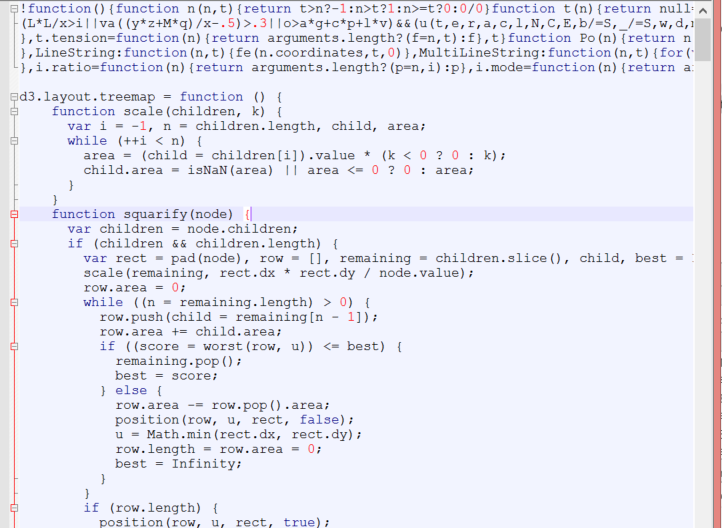 !function(){function n(n,t){return t>n?-1:n>t?1:n>=t?0:0/0}function t(n){return null=
(L*L/x>i||va((y*z+M*q)/x-.5)>.3||o>a*g+c*p+l*v)&&(u(t,e,r,a,c,l,N,C,E,b/=S,_/=S,w,d,
},t.tension=function(n){return arguments.length?(f=n,t):f},t}function Po(n){return n
},LineString:function(n,t){fe(n.coordinates,t,0)},MultiLineString:function(n,t){for(
},i.ratio=function(n){return arguments.length?(p=n,i):p},i.mode=function(n){return a
d3.layout.treemap = function () {
function scale(children, k) {
var i = -1, n = children.length, child, area;
while (++i < n) {
area = (child = children[i]).value * (k < 0 ? 0 : k);
child.area = isNaN(area) || area <= 0 ? 0 : area;
}
}
function squarify(node) {
var children = node.children;
if (children && children.length) {
var rect = pad(node), row = [], remaining = children.slice(), child, best =
scale(remaining, rect.dx * rect.dy / node.value);
row.area = 0;
while ((n = remaining.length) > 0) {
row.push(child = remaining[n - 1]);
row.area += child.area;
if ((score = worst(row, u)) <= best) {
remaining.pop();
best = score;
} else {
row.area -= row.pop().area;
position(row, u, rect, false);
u = Math.min(rect.dx, rect.dy);
row.length = row.area = 0;
best = Infinity;
}
}
if (row.length) {
position(row, u, rect, true);